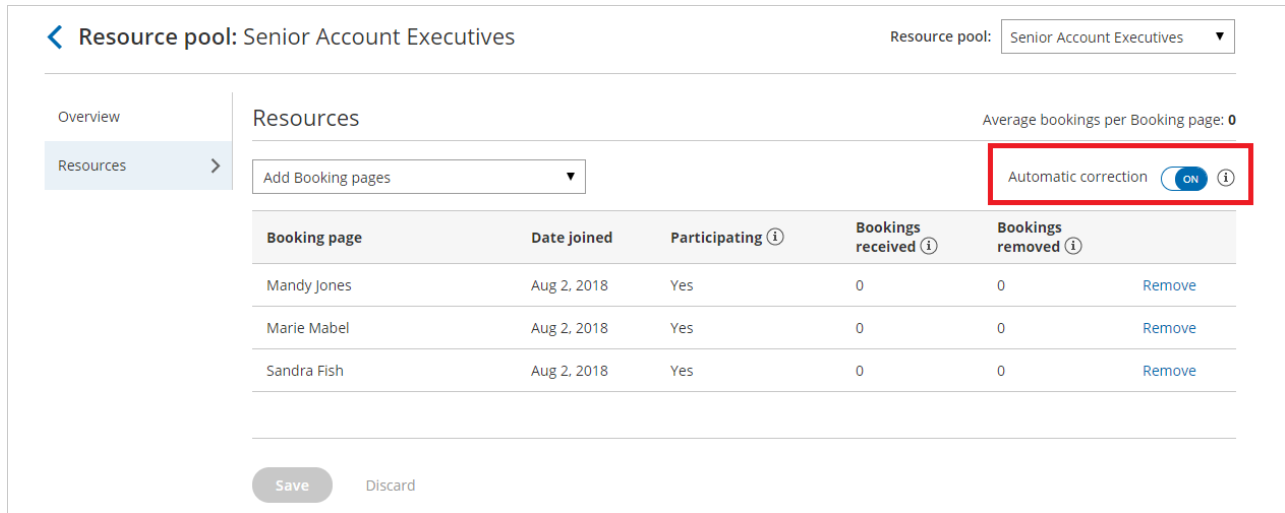 Resource pool: Senior Account Executives
Resource pool: Senior Account Executives
Overview
Resources
Resources
Average bookings per Booking page: 0
Add Booking pages
Automatic correction ON
Booking page Date joined Participating Bookings received Bookings removed
Mandy Jones Aug 2, 2018 Yes 0 0 Remove
Marie Mabel Aug 2, 2018 Yes 0 0 Remove
Sandra Fish Aug 2, 2018 Yes 0 0 Remove
Save Discard